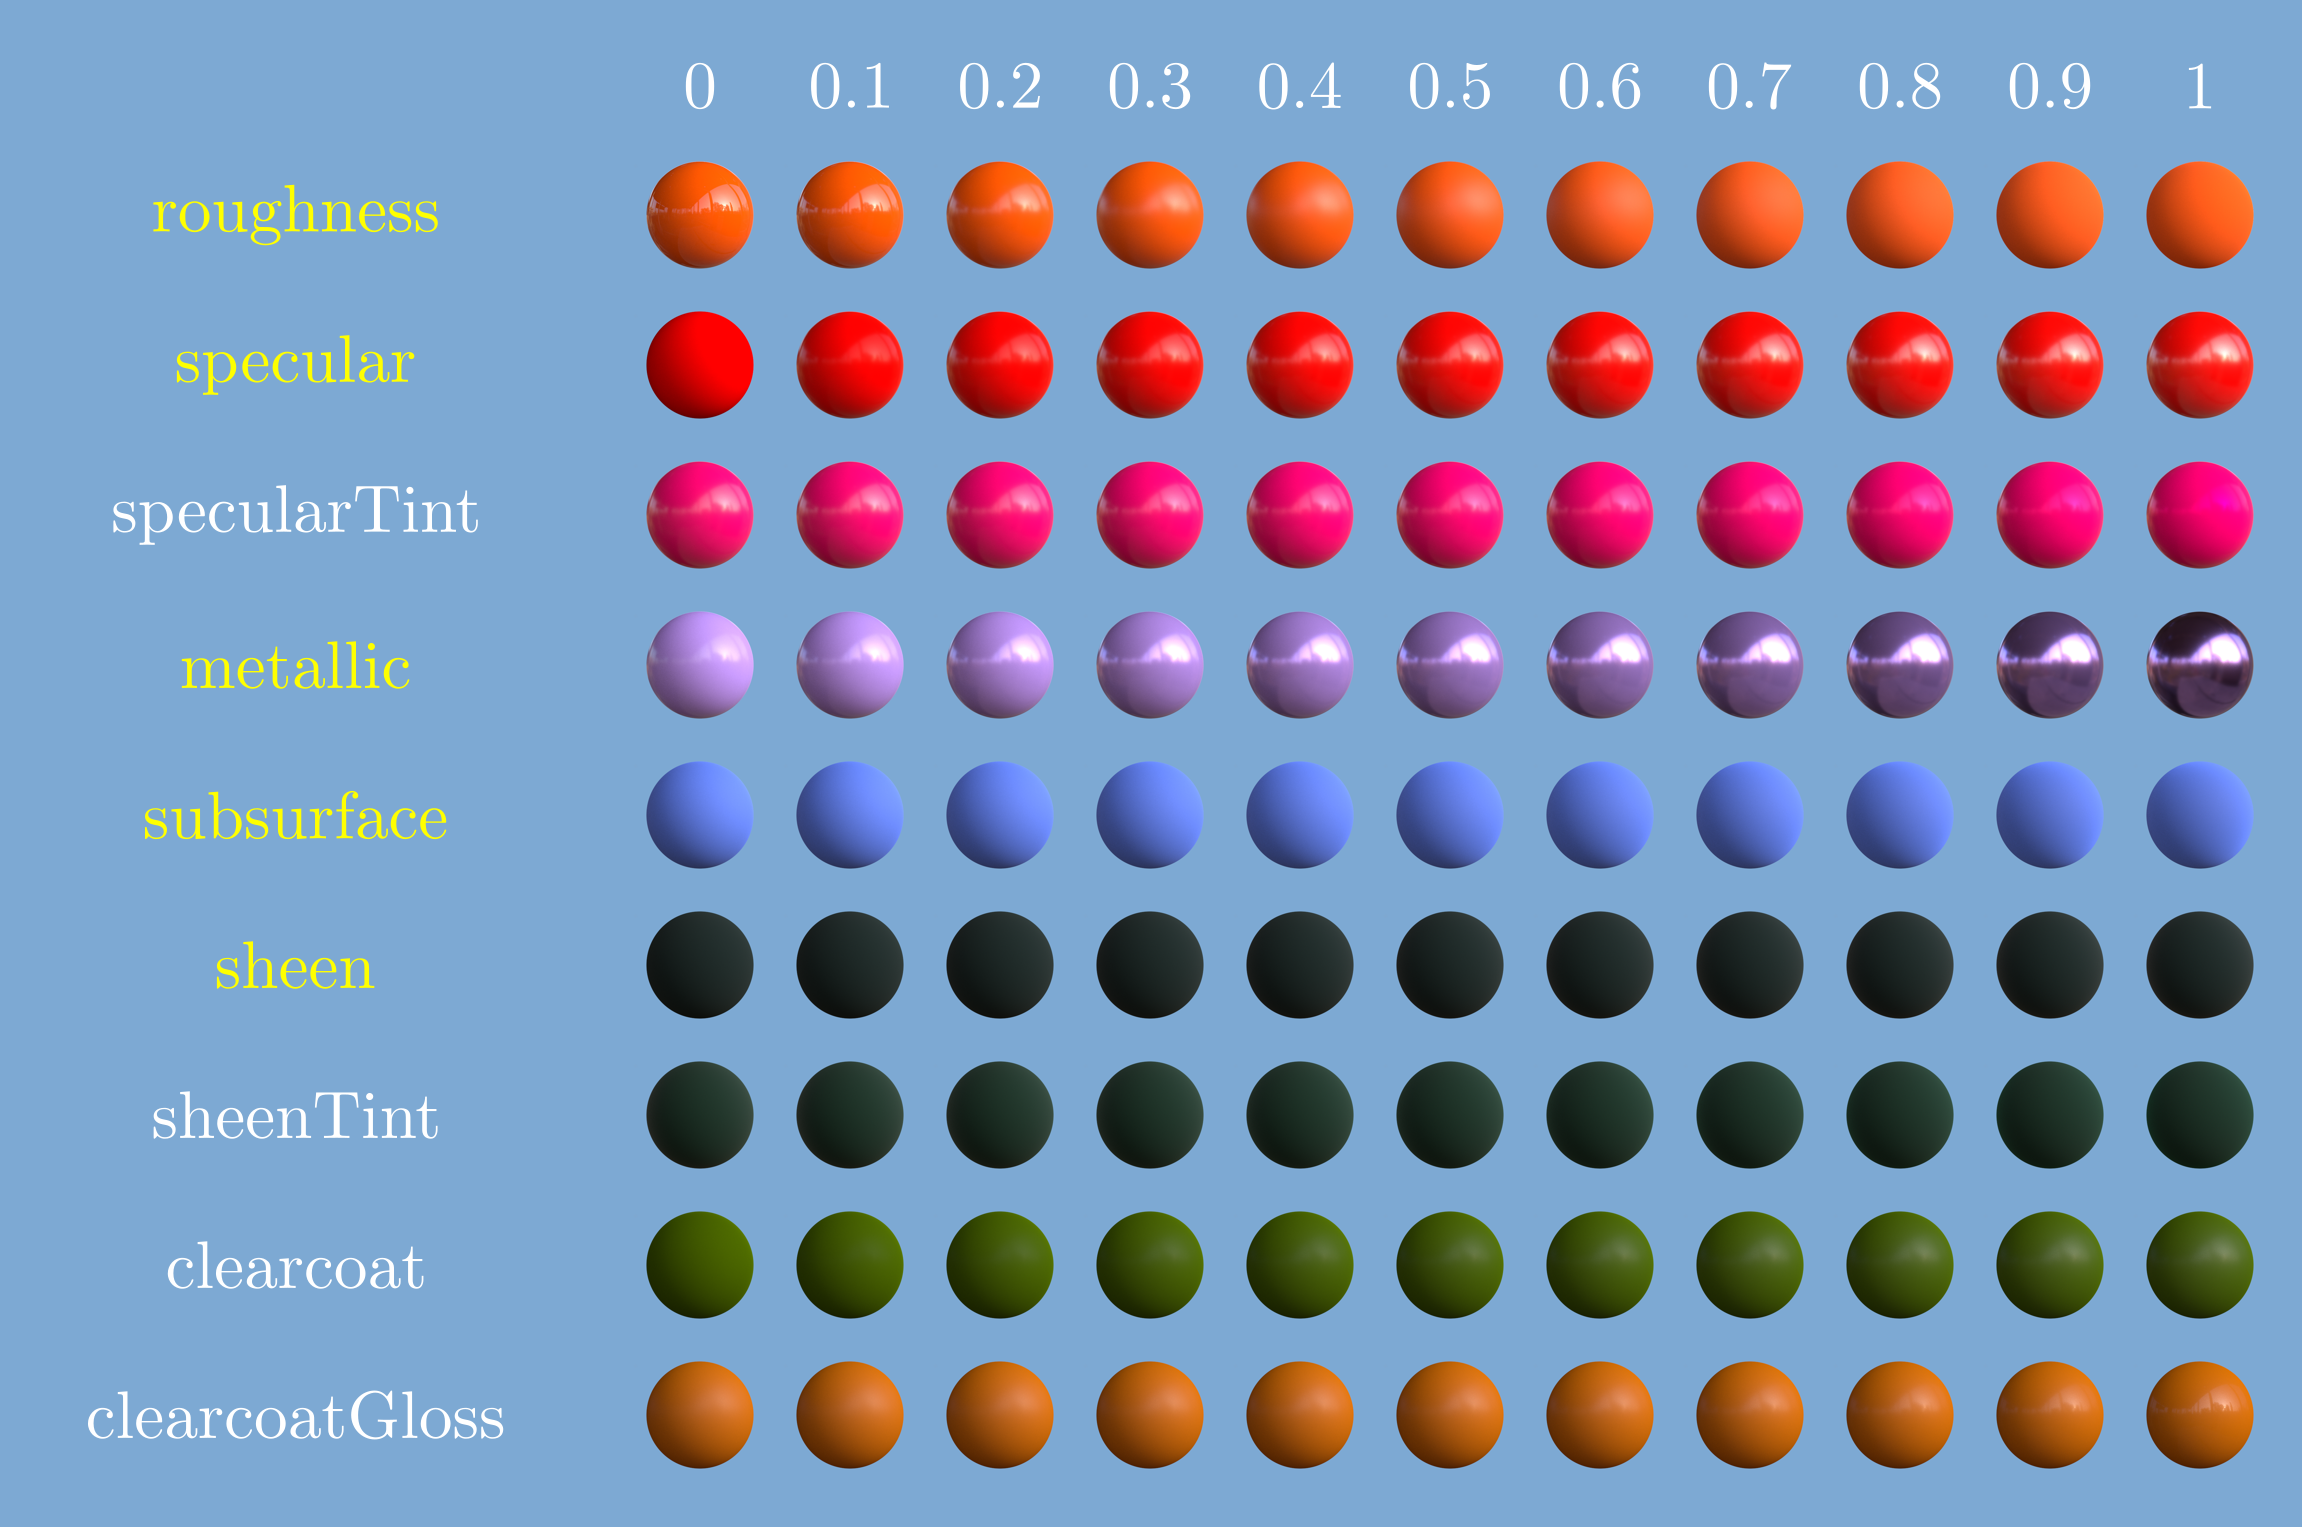 0 0.1 0.2 0.3 0.4 0.5 0.6 0.7 0.8 0.9 1
roughness
specular
specularTint
metallic
subsurface
sheen
sheenTint
clearcoat
clearcoatGloss